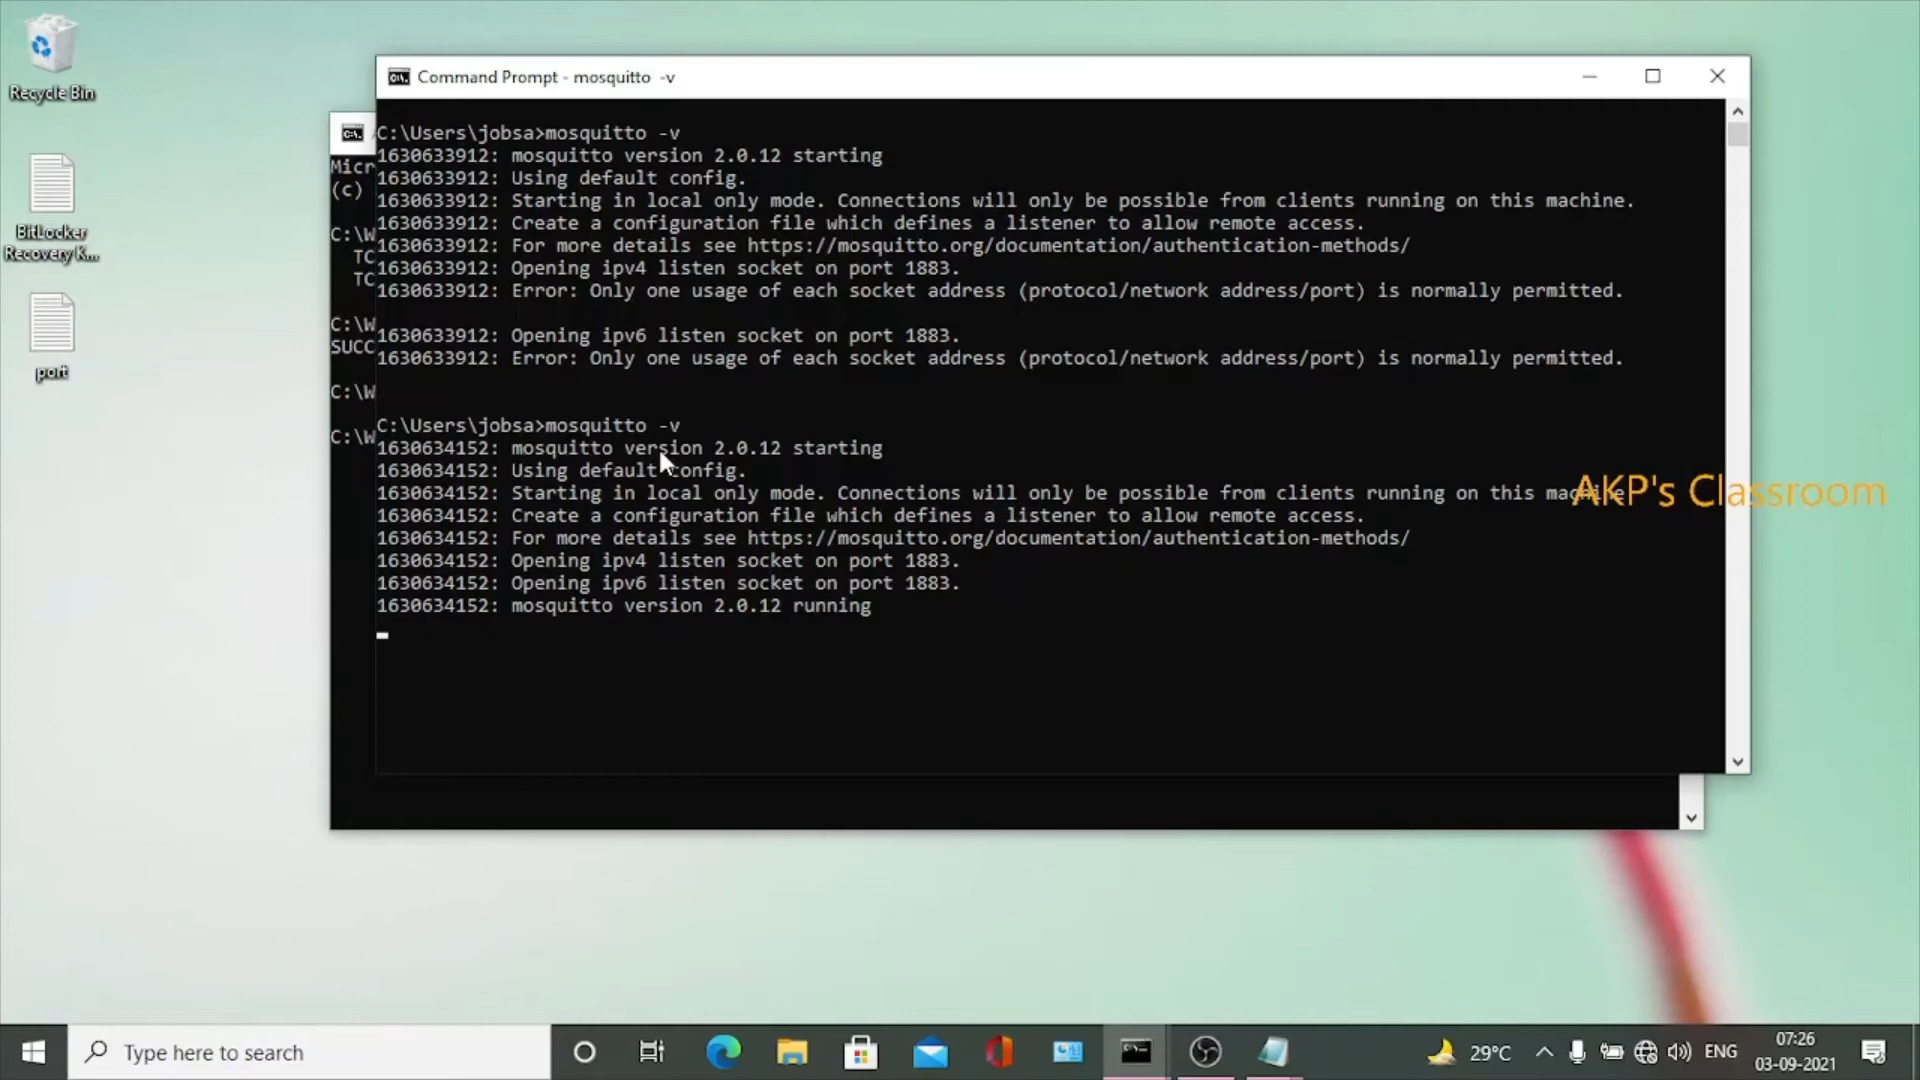 Recycle Bin
BitLocker
Recovery K...
port
Command Prompt - mosquitto -v
C:\Users\jobsa>mosquitto -v
1630633912: mosquitto version 2.0.12 starting
1630633912: Using default config.
1630633912: Starting in local only mode. Connections will only be possible from clients running on this machine.
1630633912: Create a configuration file which defines a listener to allow remote access.
1630633912: For more details see https://mosquitto.org/documentation/authentication-methods/
1630633912: Opening ipv4 listen socket on port 1883.
1630633912: Error: Only one usage of each socket address (protocol/network address/port) is normally permitted.
1630633912: Opening ipv6 listen socket on port 1883.
1630633912: Error: Only one usage of each socket address (protocol/network address/port) is normally permitted.
C:\Users\jobsa>mosquitto -v
1630634152: mosquitto version 2.0.12 starting
1630634152: Using default config.
1630634152: Starting in local only mode. Connections will only be possible from clients running on this machine
1630634152: Create a configuration file which defines a listener to allow remote access.
1630634152: For more details see https://mosquitto.org/documentation/authentication-methods/
1630634152: Opening ipv4 listen socket on port 1883.
1630634152: Opening ipv6 listen socket on port 1883.
1630634152: mosquitto version 2.0.12 running
Micr
(c)
C:\W
TC
TC
C:\W
SUCC
C:\W
C:\W
AKP's Classroom
Type here to search
29°C
ENG
07:26
03-09-2021